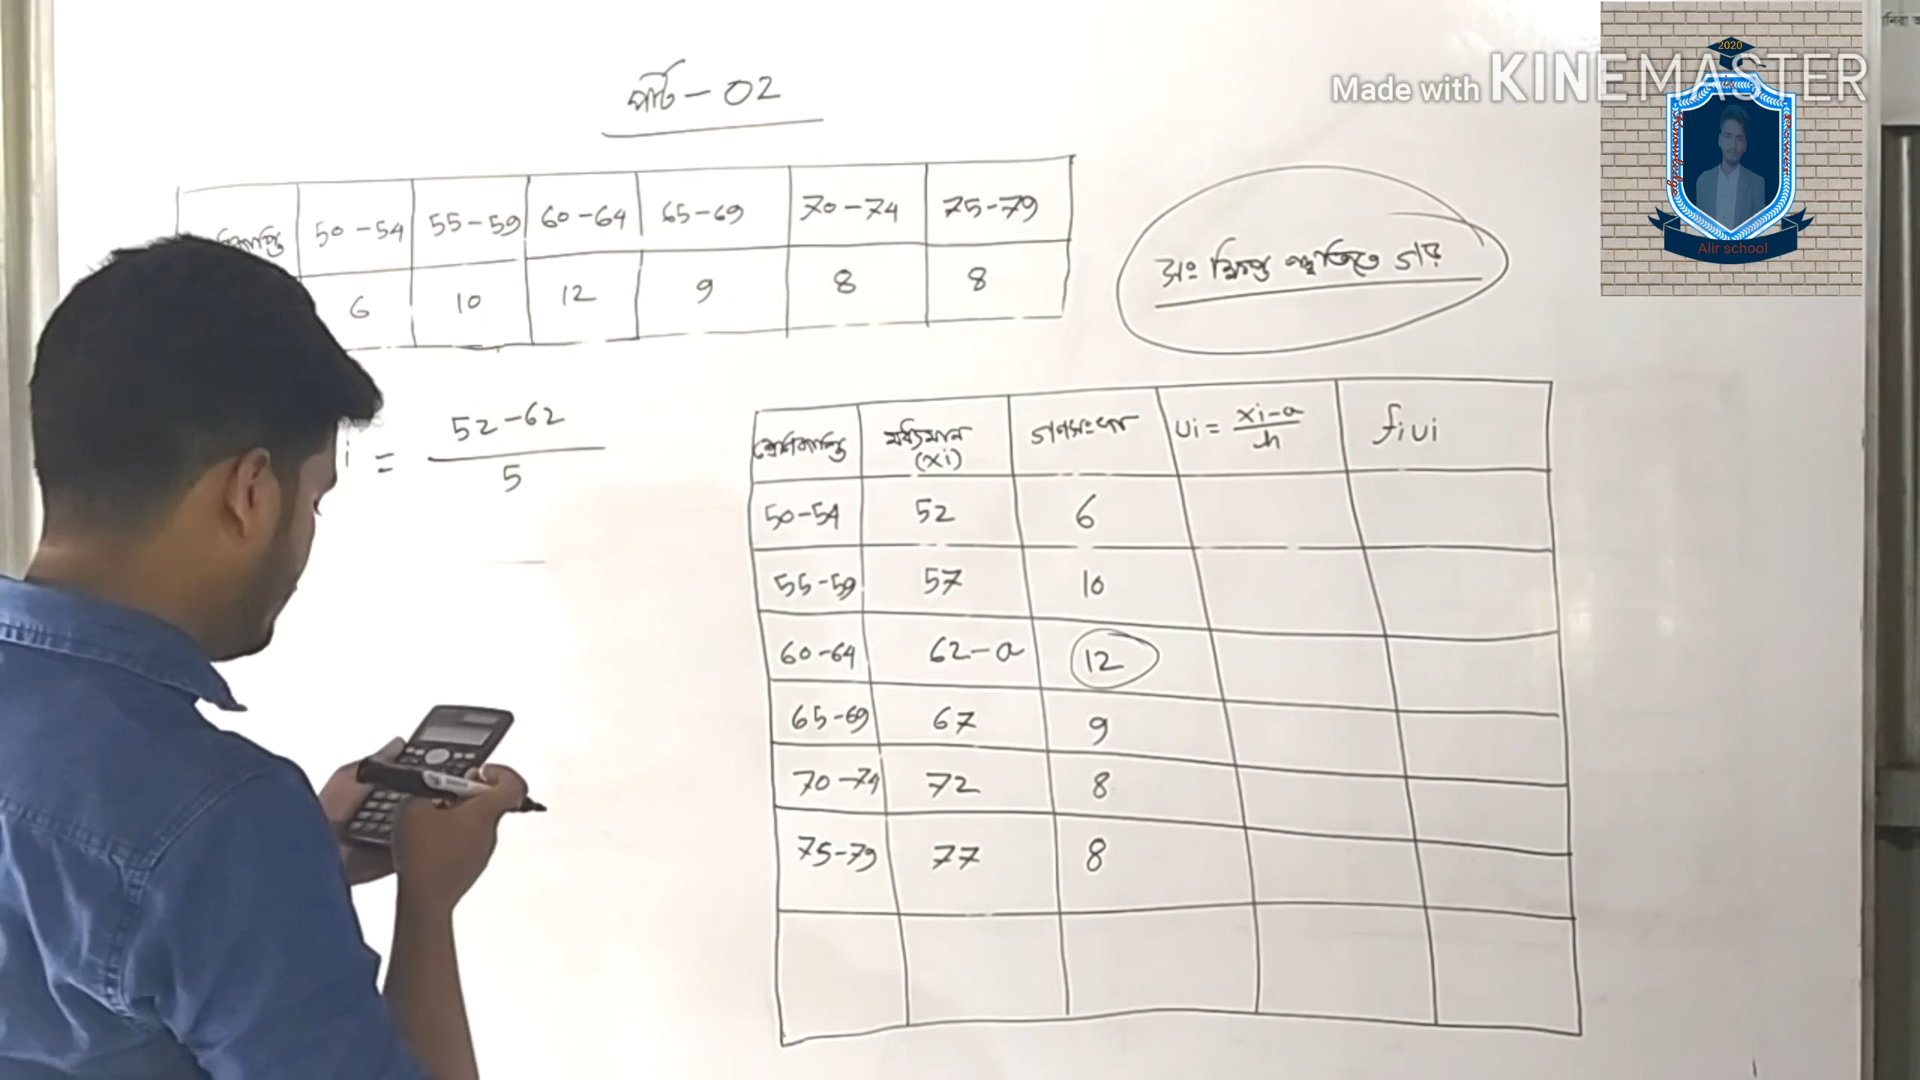 পার্ট - 02
50-54 55-59 60-64 65-69 70-74 75-79
6 10 12 9 8 8
সংক্ষিপ্ত পদ্ধতিতে গড়
i = 52-62
5
শ্রেণিব্যাপ্তি মধ্যমান (xi) গণসংখ্যা ui = xi-a/h fiui
50-54 52 6
55-59 57 10
60-64 62-a 12
65-69 67 9
70-74 72 8
75-79 77 8
Made with KINEMASTER
2020
Knowledge
Power
Alir school